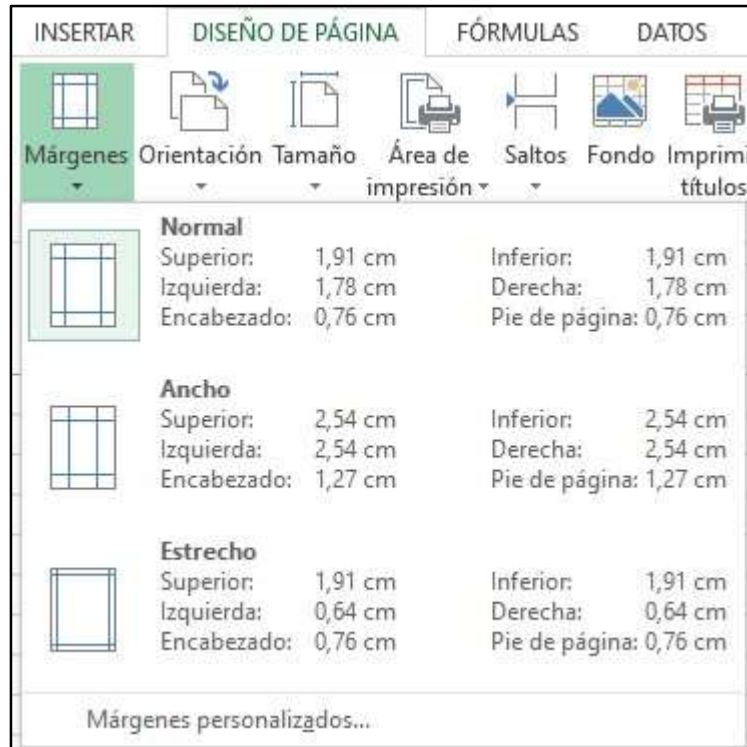 INSERTAR DISEÑO DE PÁGINA FÓRMULAS DATOS
Márgenes Orientación Tamaño Área de Saltos Fondo Imprimi
impresión títulos
Normal
Superior: 1,91 cm Inferior: 1,91 cm
Izquierda: 1,78 cm Derecha: 1,78 cm
Encabezado: 0,76 cm Pie de página: 0,76 cm
Ancho
Superior: 2,54 cm Inferior: 2,54 cm
Izquierda: 2,54 cm Derecha: 2,54 cm
Encabezado: 1,27 cm Pie de página: 1,27 cm
Estrecho
Superior: 1,91 cm Inferior: 1,91 cm
Izquierda: 0,64 cm Derecha: 0,64 cm
Encabezado: 0,76 cm Pie de página: 0,76 cm
Márgenes personalizados...